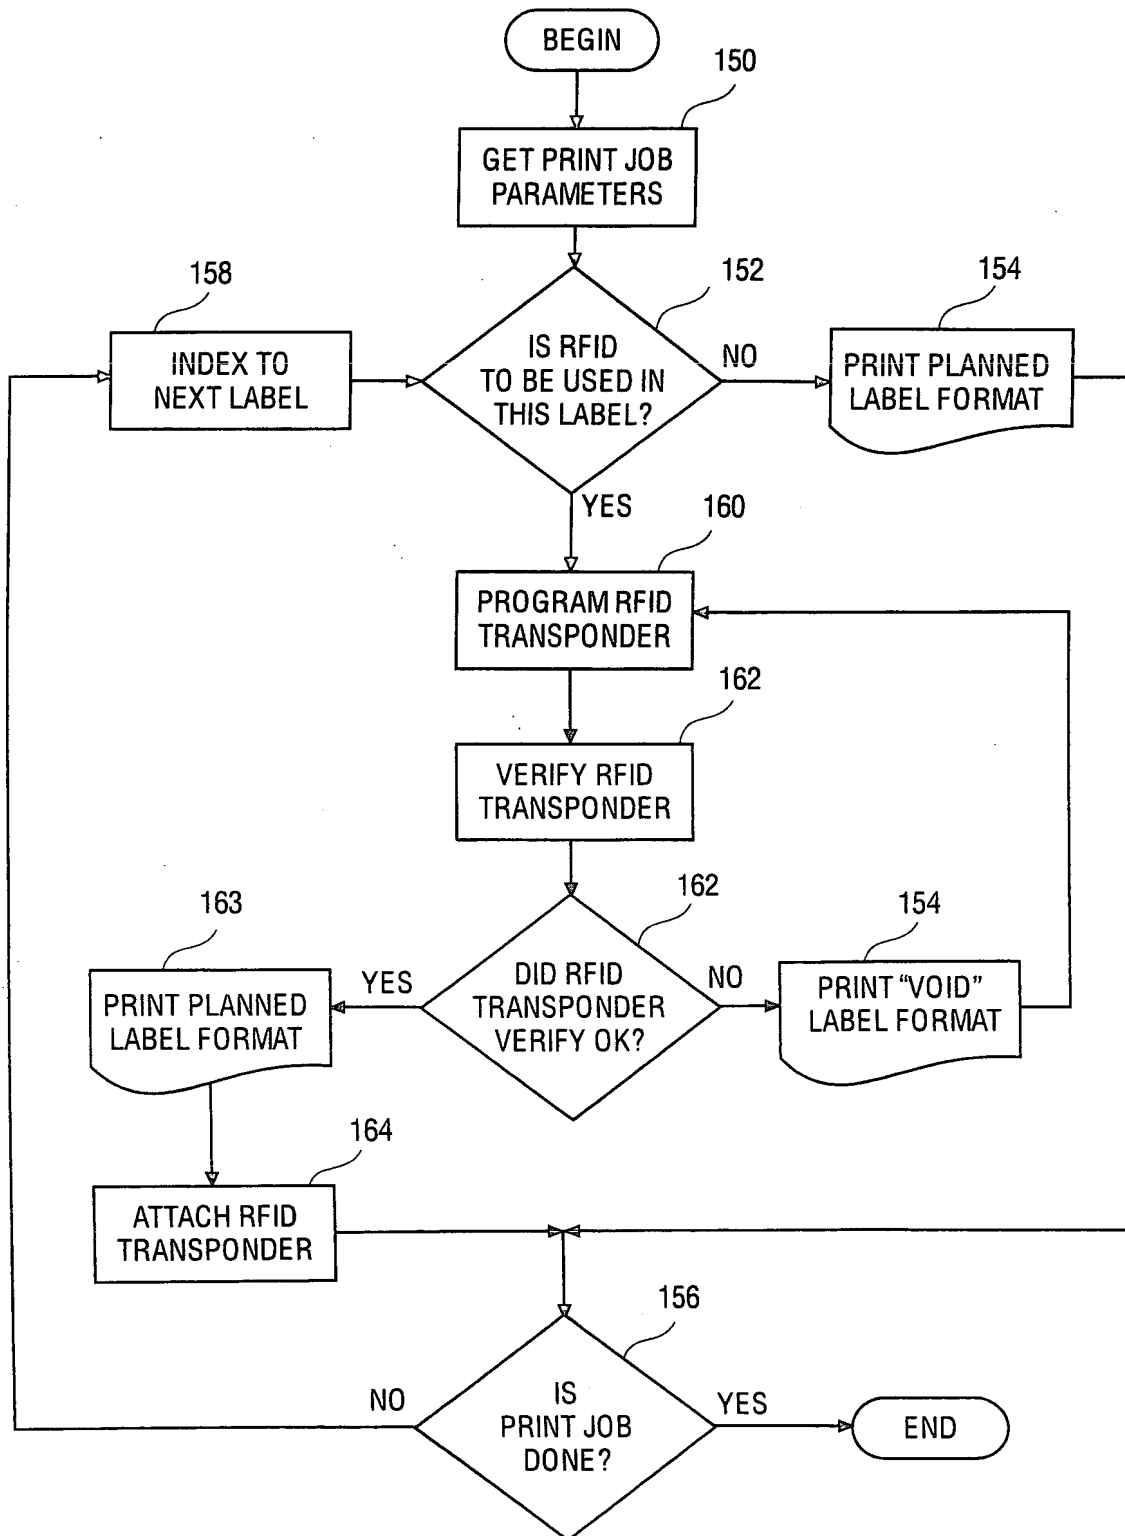 BEGIN
150
GET PRINT JOB
PARAMETERS
158
152
154
INDEX TO
NEXT LABEL
IS RFID
TO BE USED IN
THIS LABEL?
NO
PRINT PLANNED
LABEL FORMAT
YES
160
PROGRAM RFID
TRANSPONDER
162
VERIFY RFID
TRANSPONDER
163
162
154
PRINT PLANNED
LABEL FORMAT
YES
DID RFID
TRANSPONDER
VERIFY OK?
NO
PRINT “VOID”
LABEL FORMAT
164
ATTACH RFID
TRANSPONDER
156
NO
IS
PRINT JOB
DONE?
YES
END